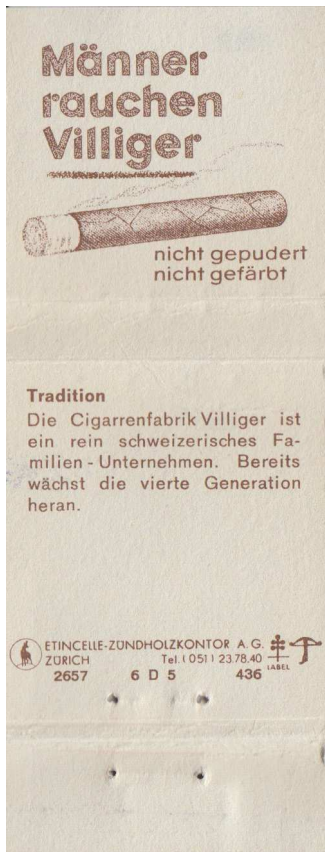 Männer
rauchen
Villiger
nicht gepudert
nicht gefärbt
Tradition
Die Cigarrenfabrik Villiger ist
ein rein schweizerisches Fa-
milien-Unternehmen. Bereits
wächst die vierte Generation
heran.
ETINCELLE-ZÜNDHOLZKONTOR A.G.
ZÜRICH Tel. (051) 23.78.40
LABEL
2657 6 D 5 436